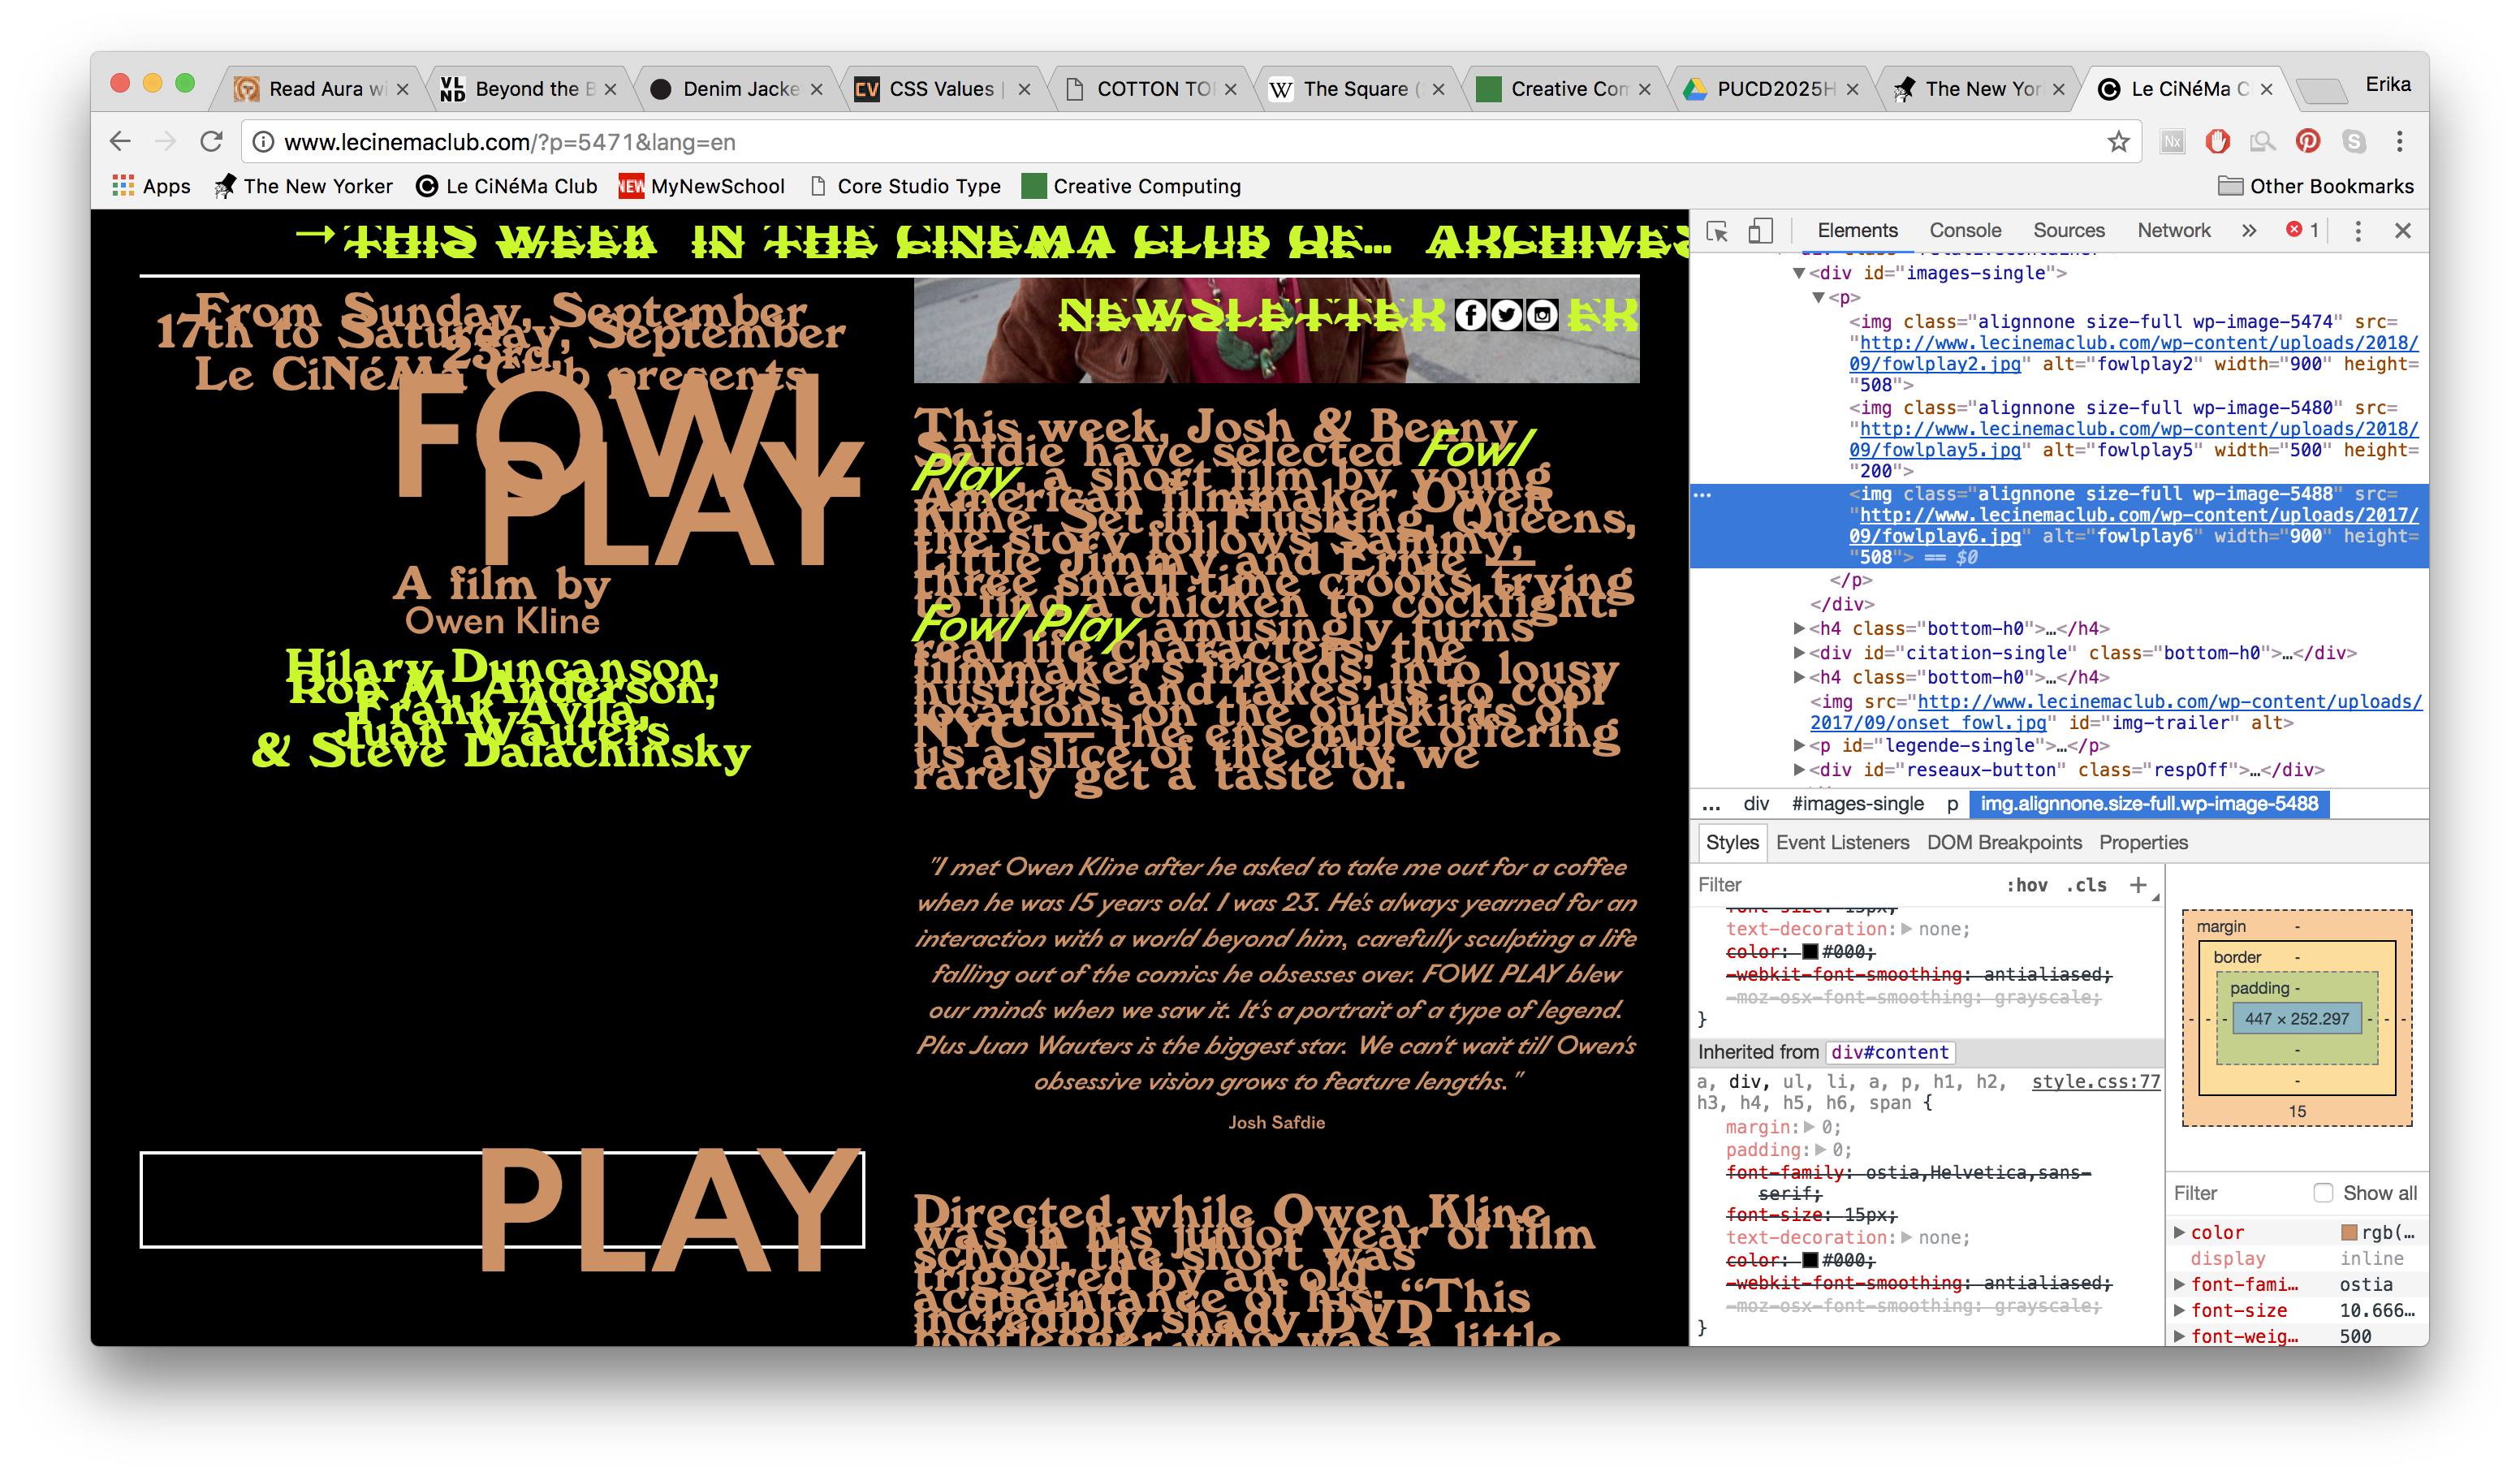 Read Aura wi
Beyond the B
Denim Jacke
CSS Values |
COTTON TO
The Square (
Creative Com
PUCD2025H
The New Yor
Le CiNéMa C
Erika
www.lecinemaclub.com/?p=5471&lang=en
Apps
The New Yorker
Le CiNéMa Club
MyNewSchool
Core Studio Type
Creative Computing
Other Bookmarks
→THIS WEEK IN THE CINEMA CLUB OF... ARCHIVES
NEWSLETTER
ER
From Sunday, September
17th to Saturday, September
23rd,
Le CiNéMa Club presents
FOWL
PLAY
A film by
Owen Kline
Hilary Duncanson,
Rob M. Anderson,
Frank Avila,
Juan Wauters
& Steve Dalachinsky
PLAY
This week, Josh & Benny
Safdie have selected Fowl
Play, a short film by young
American filmmaker Owen
Kline. Set in Flushing, Queens,
the story follows Sammy,
Little Jimmy and Ernie —
three small time crooks trying
to find a chicken to cockfight.
Fowl Play amusingly turns
real life characters, the
filmmaker's friends, into lousy
hustlers, and takes us to cool
locations on the outskirts of
NYC — the ensemble offering
us a slice of the city we
rarely get a taste of.
"I met Owen Kline after he asked to take me out for a coffee
when he was 15 years old. I was 23. He's always yearned for an
interaction with a world beyond him, carefully sculpting a life
falling out of the comics he obsesses over. FOWL PLAY blew
our minds when we saw it. It's a portrait of a type of legend.
Plus Juan Wauters is the biggest star. We can't wait till Owen's
obsessive vision grows to feature lengths."
Josh Safdie
Directed while Owen Kline
was in his junior year of film
school, the short was
triggered by an old
acquaintance of his: “This
incredibly shady DVD
bootlegger who was a little
Elements
Console
Sources
Network
»
1
<div id="images-single">
<p>
<img class="alignnone size-full wp-image-5474" src=
"http://www.lecinemaclub.com/wp-content/uploads/2018/
09/fowlplay2.jpg" alt="fowlplay2" width="900" height=
"508">
<img class="alignnone size-full wp-image-5480" src=
"http://www.lecinemaclub.com/wp-content/uploads/2018/
09/fowlplay5.jpg" alt="fowlplay5" width="500" height=
"200">
<img class="alignnone size-full wp-image-5488" src=
"http://www.lecinemaclub.com/wp-content/uploads/2017/
09/fowlplay6.jpg" alt="fowlplay6" width="900" height=
"508"> == $0
</p>
</div>
<h4 class="bottom-h0">…</h4>
<div id="citation-single" class="bottom-h0">…</div>
<h4 class="bottom-h0">…</h4>
<img src="http://www.lecinemaclub.com/wp-content/uploads/
2017/09/onset_fowl.jpg" id="img-trailer" alt>
<p id="legende-single">…</p>
<div id="reseaux-button" class="respOff">…</div>
... div #images-single p img.alignnone.size-full.wp-image-5488
Styles
Event Listeners
DOM Breakpoints
Properties
Filter
:hov
.cls
+
font-size: 15px;
text-decoration: none;
color: #000;
-webkit-font-smoothing: antialiased;
-moz-osx-font-smoothing: grayscale;
}
Inherited from div#content
a, div, ul, li, a, p, h1, h2, style.css:77
h3, h4, h5, h6, span {
margin: 0;
padding: 0;
font-family: ostia,Helvetica,sans-
serif;
font-size: 15px;
text-decoration: none;
color: #000;
-webkit-font-smoothing: antialiased;
-moz-osx-font-smoothing: grayscale;
}
margin -
border -
padding -
447 × 252.297
15
Filter
Show all
color rgb(…
display inline
font-fami… ostia
font-size 10.666…
font-weig… 500